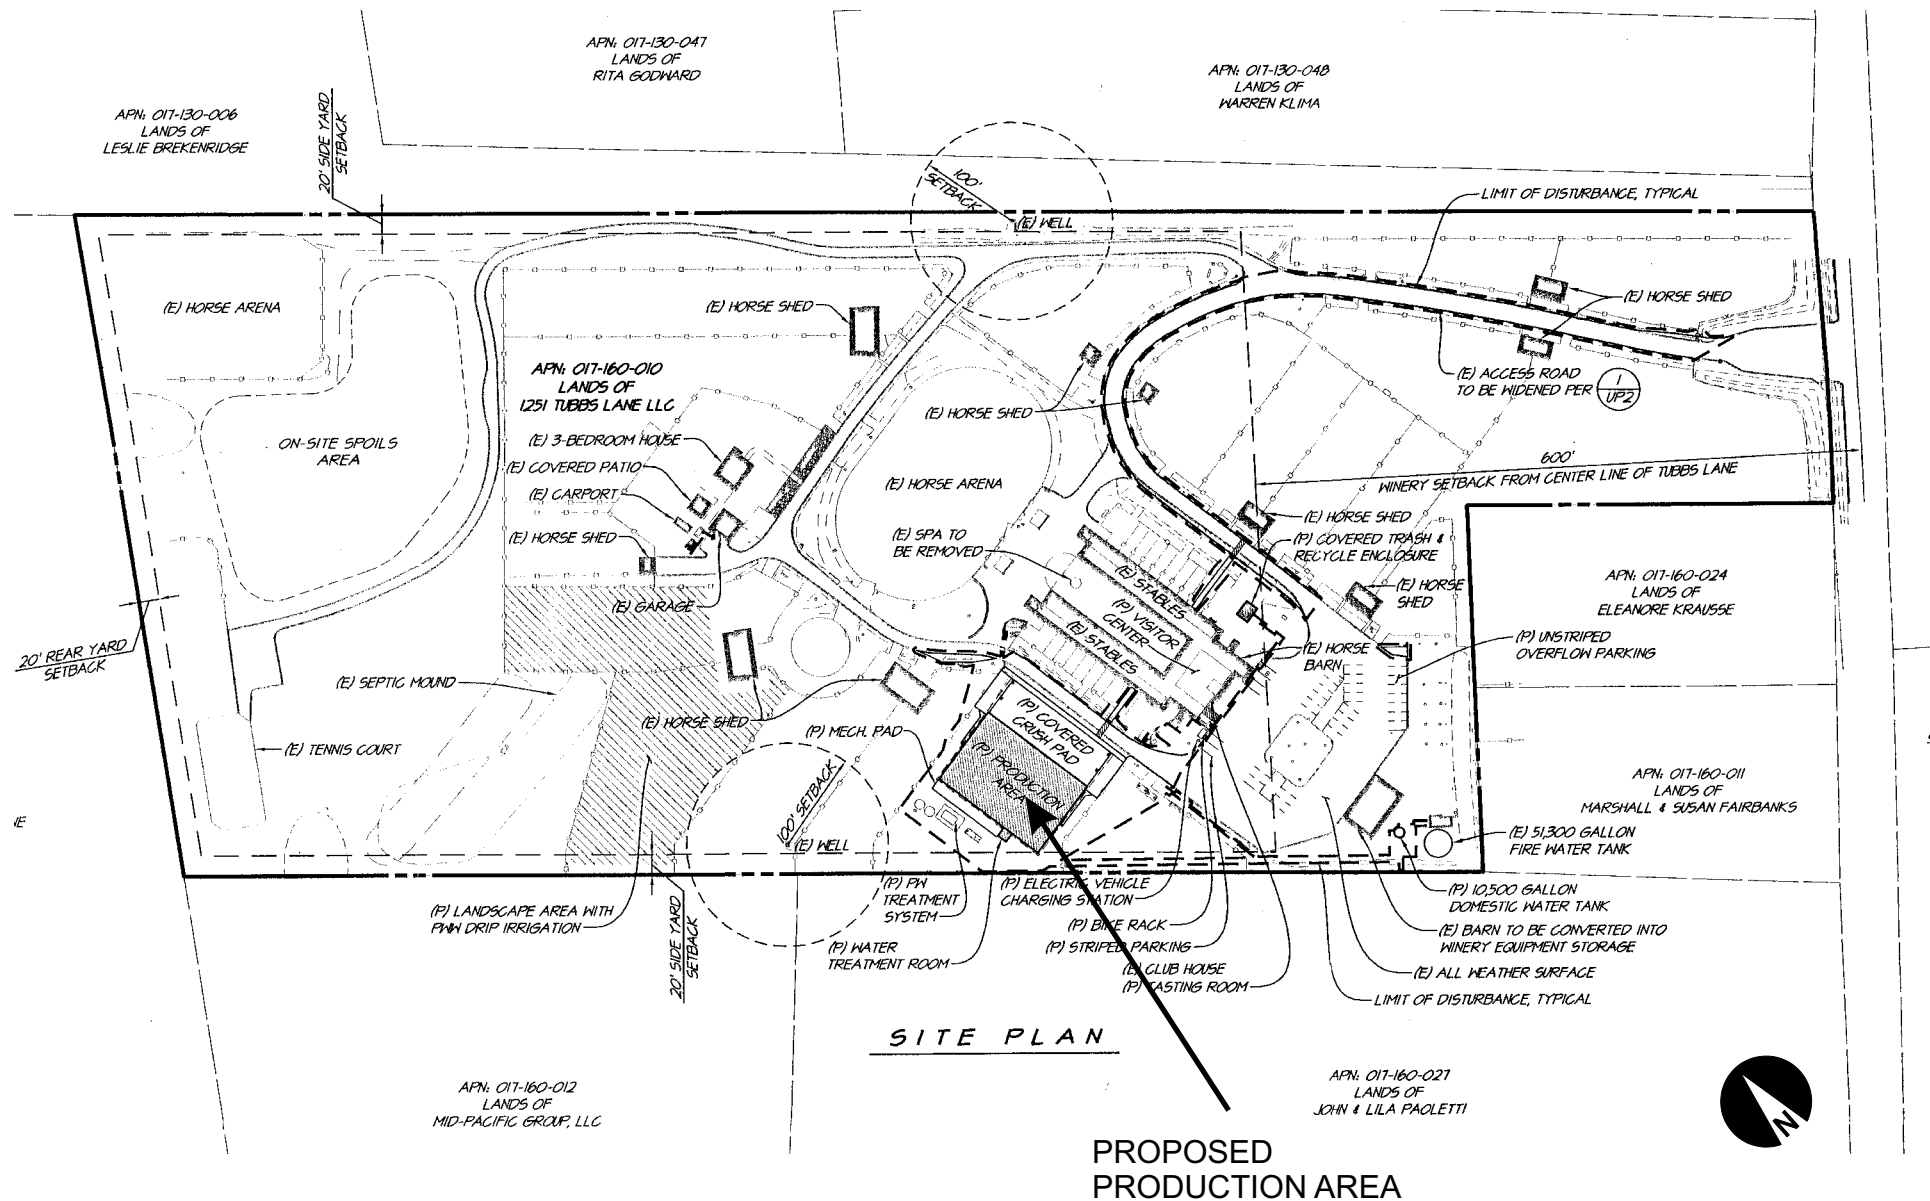 APN: 017-130-047
LANDS OF
RITA GODWARD
APN: 017-130-048
LANDS OF
WARREN KLIMA
APN: 017-130-006
LANDS OF
LESLIE BREKENRIDGE
20' SIDE YARD
SETBACK
100'
SETBACK
(E) WELL
LIMIT OF DISTURBANCE, TYPICAL
(E) HORSE ARENA
(E) HORSE SHED
(E) HORSE SHED
APN: 017-160-010
LANDS OF
1251 TUBBS LANE LLC
(E) ACCESS ROAD
TO BE WIDENED PER
1
UP2
(E) HORSE SHED
ON-SITE SPOILS
AREA
(E) 3-BEDROOM HOUSE
(E) COVERED PATIO
(E) CARPORT
(E) HORSE SHED
(E) HORSE ARENA
600'
WINERY SETBACK FROM CENTER LINE OF TUBBS LANE
(E) SPA TO
BE REMOVED
(E) HORSE SHED
(P) COVERED TRASH &
RECYCLE ENCLOSURE
(E) STABLES
(P) VISITOR
CENTER
(E) STABLES
(E) HORSE
SHED
APN: 017-160-024
LANDS OF
ELEANORE KRAUSSE
(E) GARAGE
20' REAR YARD
SETBACK
(E) HORSE
BARN
(P) UNSTRIPED
OVERFLOW PARKING
(E) SEPTIC MOUND
(E) HORSE SHED
(P) MECH. PAD
(P) COVERED
CRUSH PAD
(P) PRODUCTION
AREA
(E) TENNIS COURT
100' SETBACK
(E) WELL
APN: 017-160-011
LANDS OF
MARSHALL & SUSAN FAIRBANKS
NE
(E) 51,300 GALLON
FIRE WATER TANK
(P) PW
TREATMENT
SYSTEM
(P) ELECTRIC VEHICLE
CHARGING STATION
(P) 10,500 GALLON
DOMESTIC WATER TANK
(P) LANDSCAPE AREA WITH
PWW DRIP IRRIGATION
20' SIDE YARD
SETBACK
(P) BIKE RACK
(P) STRIPED PARKING
(E) BARN TO BE CONVERTED INTO
WINERY EQUIPMENT STORAGE
(P) WATER
TREATMENT ROOM
(E) CLUB HOUSE
(P) TASTING ROOM
(E) ALL WEATHER SURFACE
LIMIT OF DISTURBANCE, TYPICAL
SITE PLAN
APN: 017-160-012
LANDS OF
MID-PACIFIC GROUP, LLC
APN: 017-160-027
LANDS OF
JOHN & LILA PAOLETTI
N
PROPOSED
PRODUCTION AREA